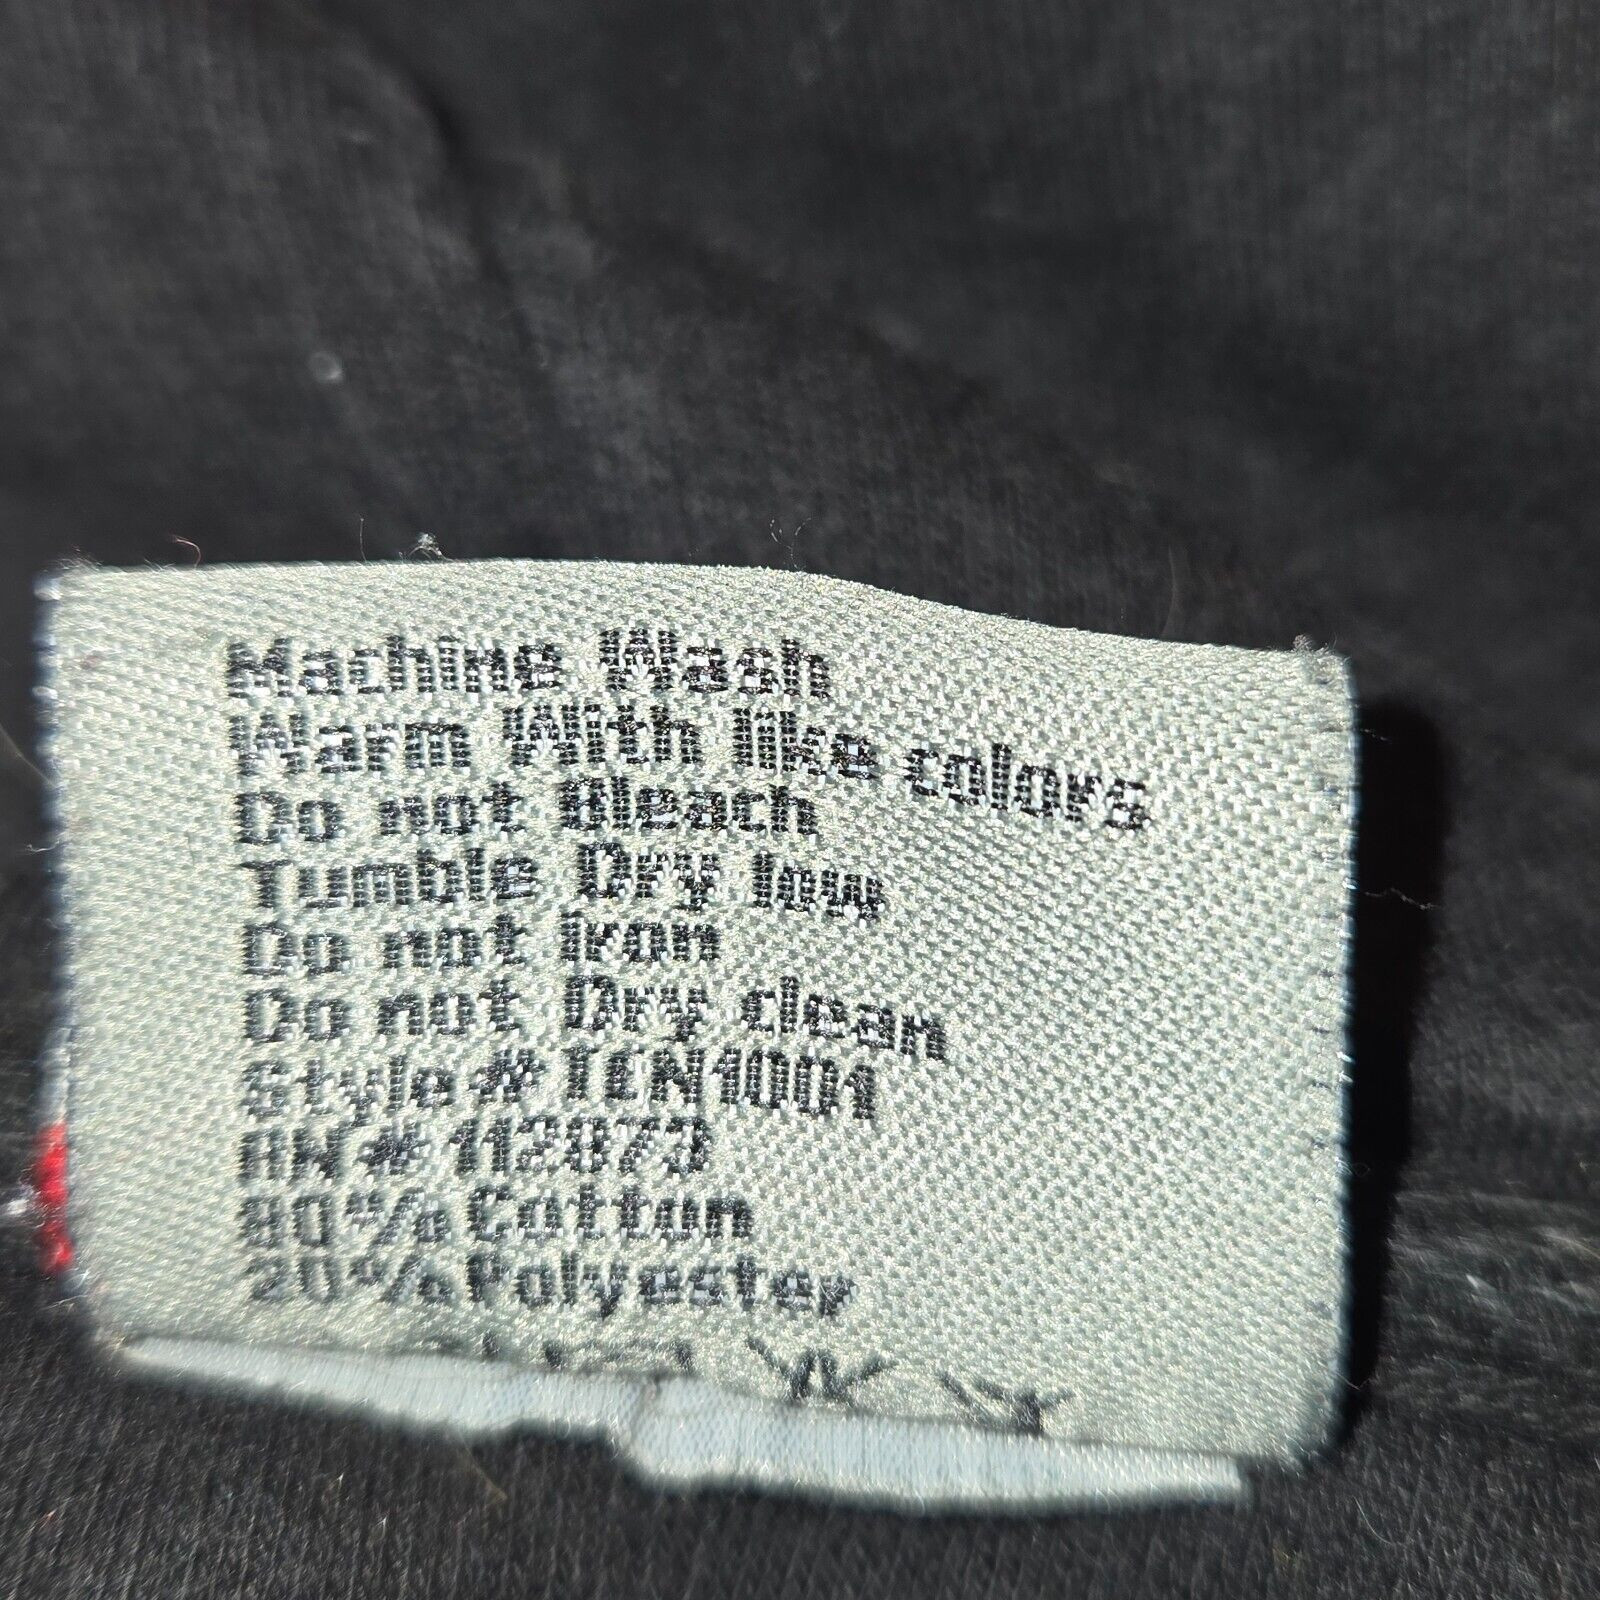 Machine Wash
Warm With like colors
Do not Bleach
Tumble Dry low
Do not Iron
Do not Dry clean
Style # ICN1001
RN # 112873
80% Cotton
20% Polyester